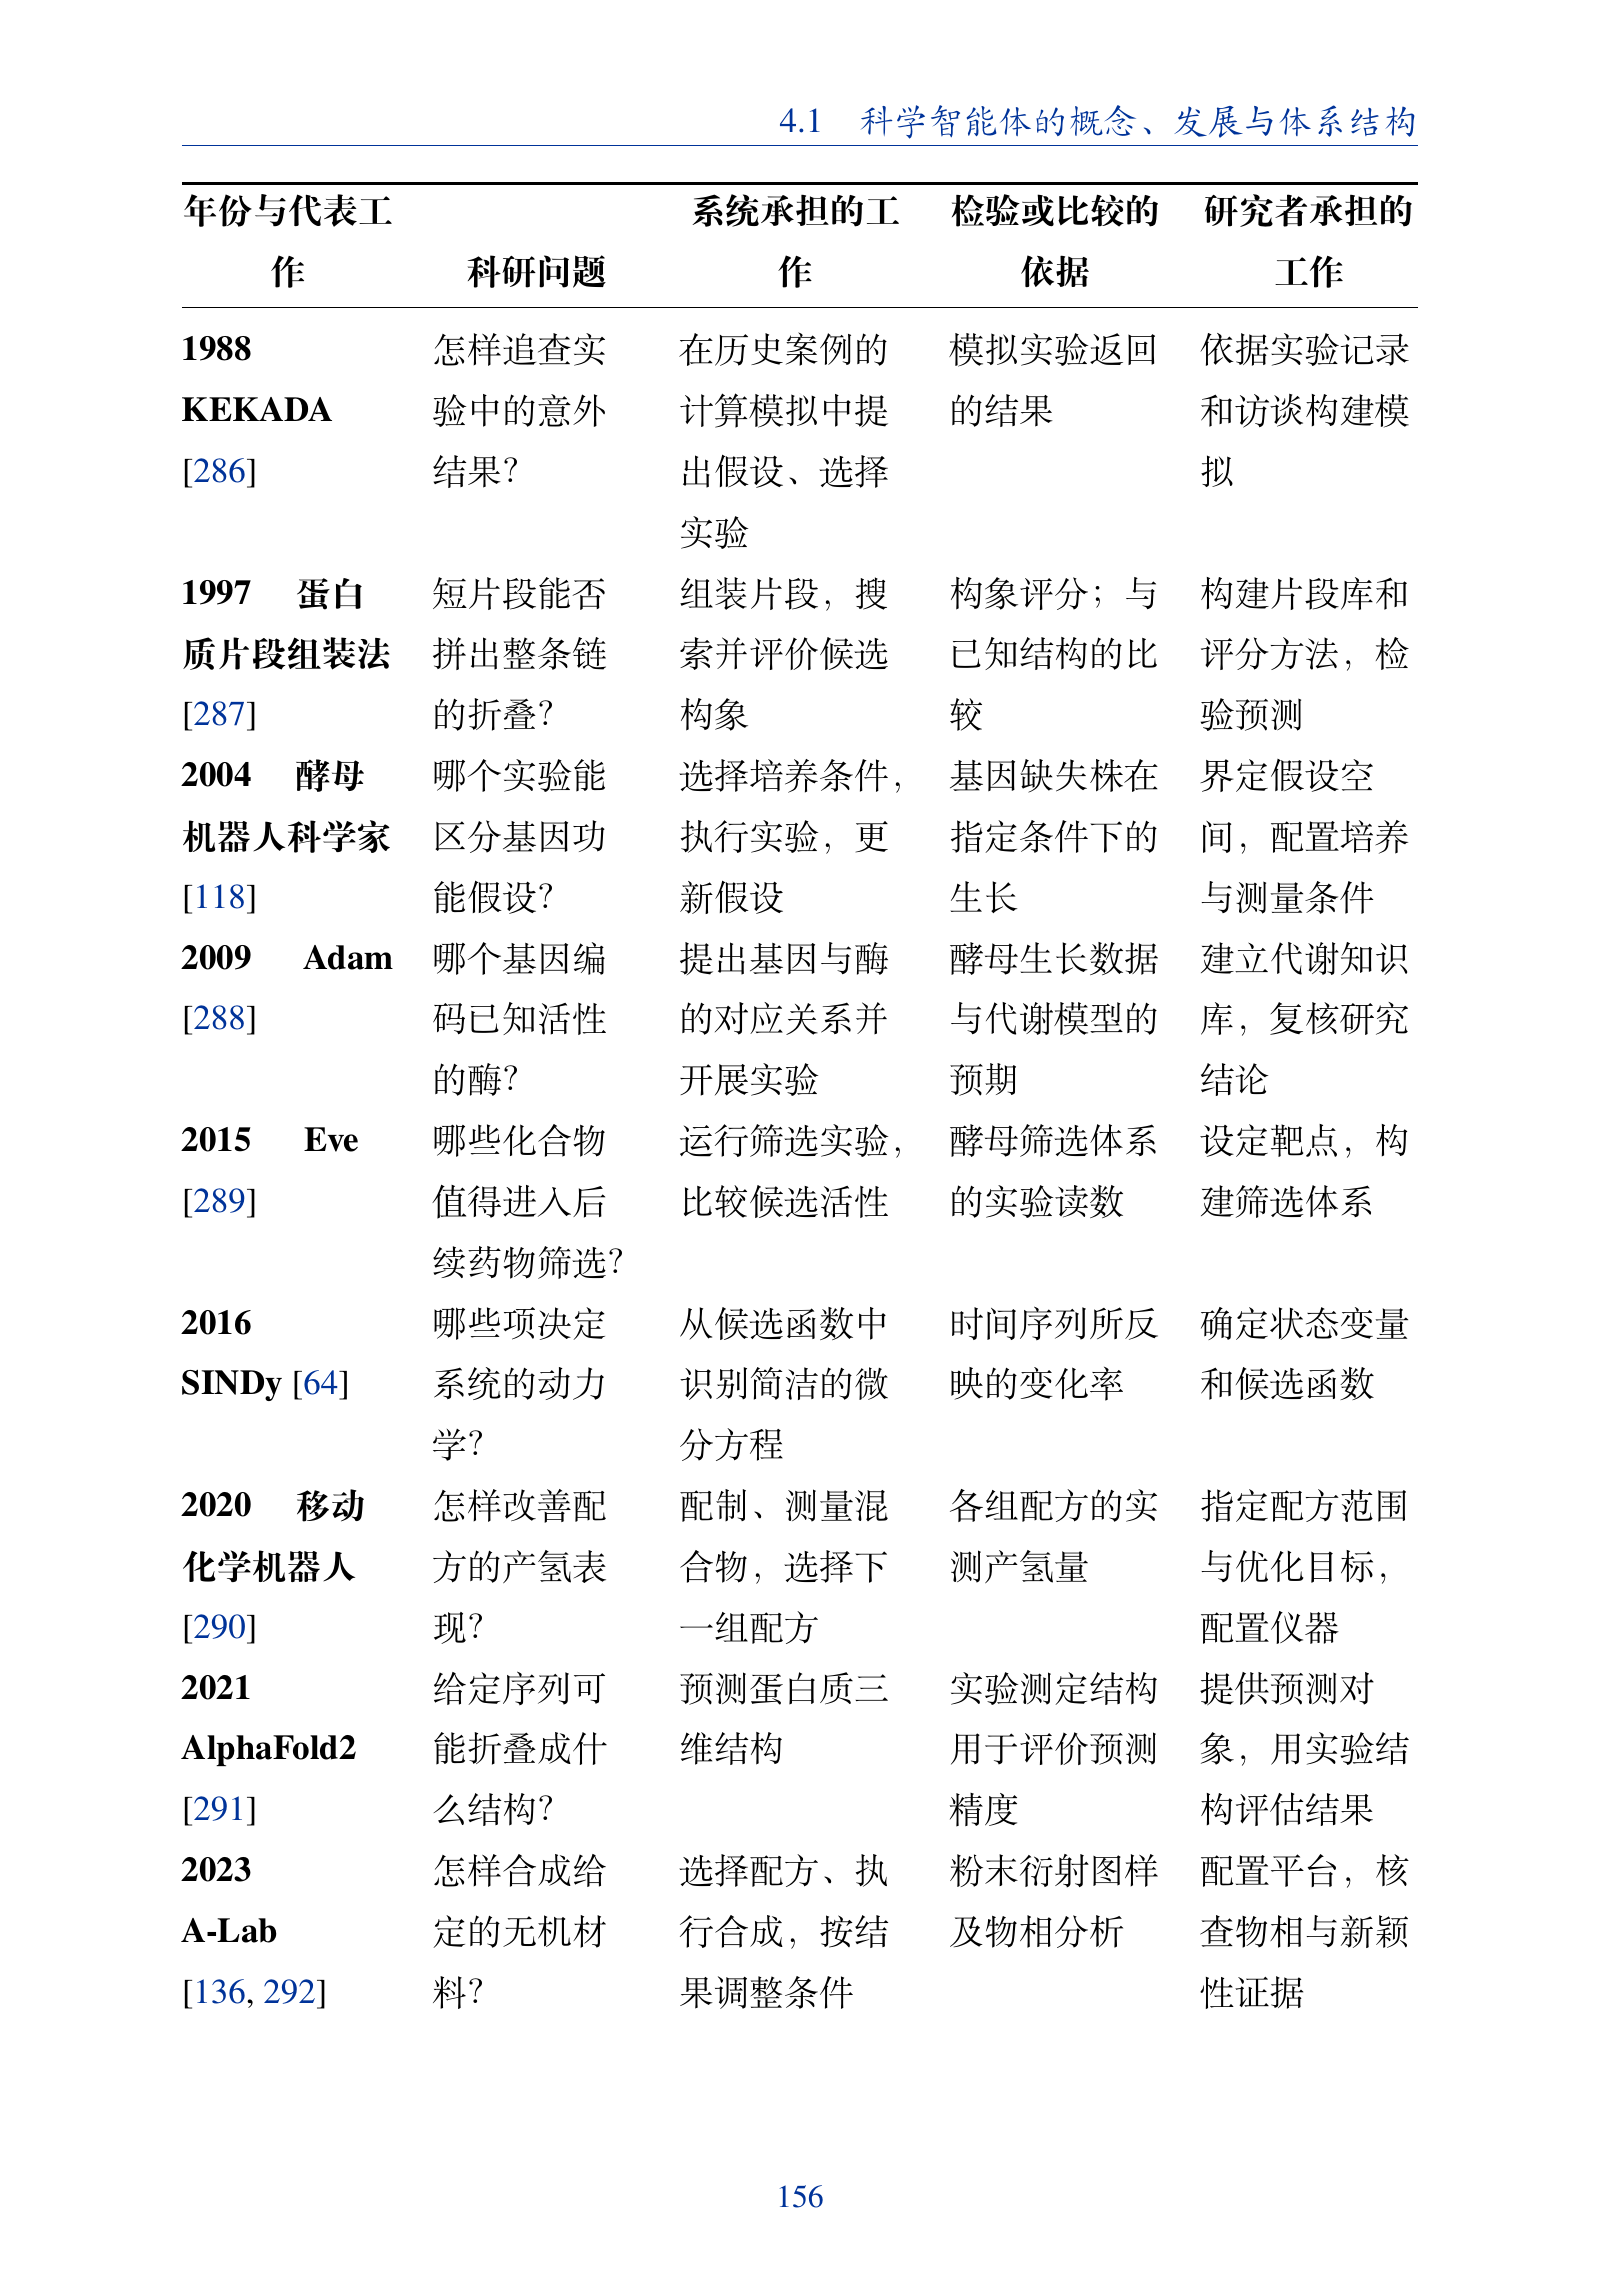 4.1 科学智能体的概念、发展与体系结构
年份与代表工 系统承担的工 检验或比较的 研究者承担的
作 科研问题 作 依据 工作
1988 怎样追查实 在历史案例的 模拟实验返回 依据实验记录
KEKADA 验中的意外 计算模拟中提 的结果 和访谈构建模
[286] 结果？ 出假设、选择 拟
实验
1997 蛋白 短片段能否 组装片段，搜 构象评分；与 构建片段库和
质片段组装法 拼出整条链 索并评价候选 已知结构的比 评分方法，检
[287] 的折叠？ 构象 较 验预测
2004 酵母 哪个实验能 选择培养条件， 基因缺失株在 界定假设空
机器人科学家 区分基因功 执行实验，更 指定条件下的 间，配置培养
[118] 能假设？ 新假设 生长 与测量条件
2009 Adam 哪个基因编 提出基因与酶 酵母生长数据 建立代谢知识
[288] 码已知活性 的对应关系并 与代谢模型的 库，复核研究
的酶？ 开展实验 预期 结论
2015 Eve 哪些化合物 运行筛选实验， 酵母筛选体系 设定靶点，构
[289] 值得进入后 比较候选活性 的实验读数 建筛选体系
续药物筛选？
2016 哪些项决定 从候选函数中 时间序列所反 确定状态变量
SINDy [64] 系统的动力 识别简洁的微 映的变化率 和候选函数
学？ 分方程
2020 移动 怎样改善配 配制、测量混 各组配方的实 指定配方范围
化学机器人 方的产氢表 合物，选择下 测产氢量 与优化目标，
[290] 现？ 一组配方 配置仪器
2021 给定序列可 预测蛋白质三 实验测定结构 提供预测对
AlphaFold2 能折叠成什 维结构 用于评价预测 象，用实验结
[291] 么结构？ 精度 构评估结果
2023 怎样合成给 选择配方、执 粉末衍射图样 配置平台，核
A-Lab 定的无机材 行合成，按结 及物相分析 查物相与新颖
[136, 292] 料？ 果调整条件 性证据
156